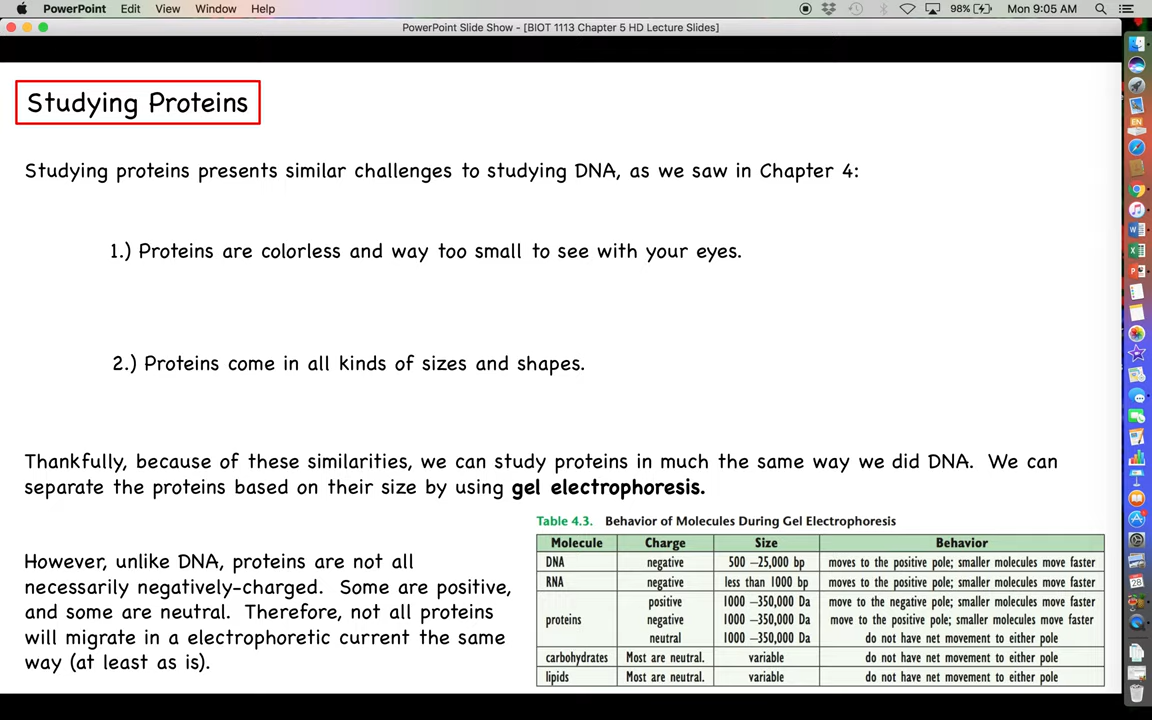 PowerPoint Edit View Window Help 98% Mon 9:05 AM
PowerPoint Slide Show - [BIOT 1113 Chapter 5 HD Lecture Slides]
Studying Proteins
Studying proteins presents similar challenges to studying DNA, as we saw in Chapter 4:
1.) Proteins are colorless and way too small to see with your eyes.
2.) Proteins come in all kinds of sizes and shapes.
Thankfully, because of these similarities, we can study proteins in much the same way we did DNA. We can
separate the proteins based on their size by using gel electrophoresis.
However, unlike DNA, proteins are not all
necessarily negatively-charged. Some are positive,
and some are neutral. Therefore, not all proteins
will migrate in a electrophoretic current the same
way (at least as is).
Table 4.3. Behavior of Molecules During Gel Electrophoresis
Molecule Charge Size Behavior
DNA negative 500 –25,000 bp moves to the positive pole; smaller molecules move faster
RNA negative less than 1000 bp moves to the positive pole; smaller molecules move faster
positive 1000 –350,000 Da move to the negative pole; smaller molecules move faster
proteins negative 1000 –350,000 Da move to the positive pole; smaller molecules move faster
neutral 1000 –350,000 Da do not have net movement to either pole
carbohydrates Most are neutral. variable do not have net movement to either pole
lipids Most are neutral. variable do not have net movement to either pole